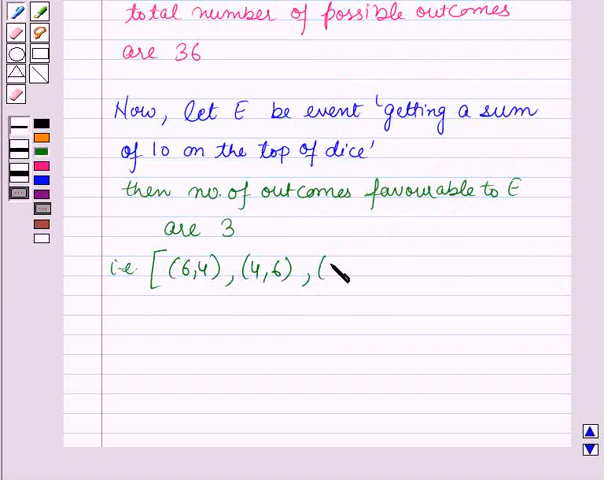 total number of possible outcomes
are 36
Now, let E be event 'getting a sum
of 10 on the top of dice'
then no. of outcomes favourable to E
are 3
i.e. [(6,4), (4,6), (